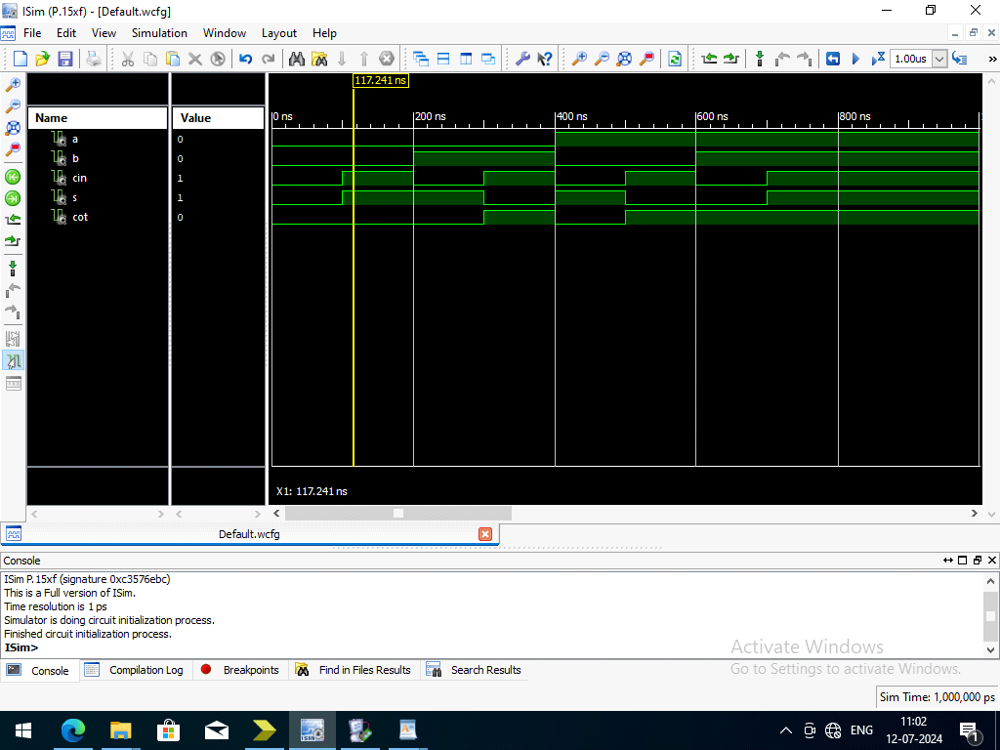 ISim (P.15xf) - [Default.wcfg]
File Edit View Simulation Window Layout Help
1.00us
»
117.241 ns
Name Value
0 ns 200 ns 400 ns 600 ns 800 ns
a 0
b 0
cin 1
s 1
cot 0
X1: 117.241 ns
Default.wcfg
Console
ISim P.15xf (signature 0xc3576ebc)
This is a Full version of ISim.
Time resolution is 1 ps
Simulator is doing circuit initialization process.
Finished circuit initialization process.
ISim>
Activate Windows
Go to Settings to activate Windows.
Console Compilation Log Breakpoints Find in Files Results Search Results
Sim Time: 1,000,000 ps
ISim
ENG
11:02
12-07-2024
1